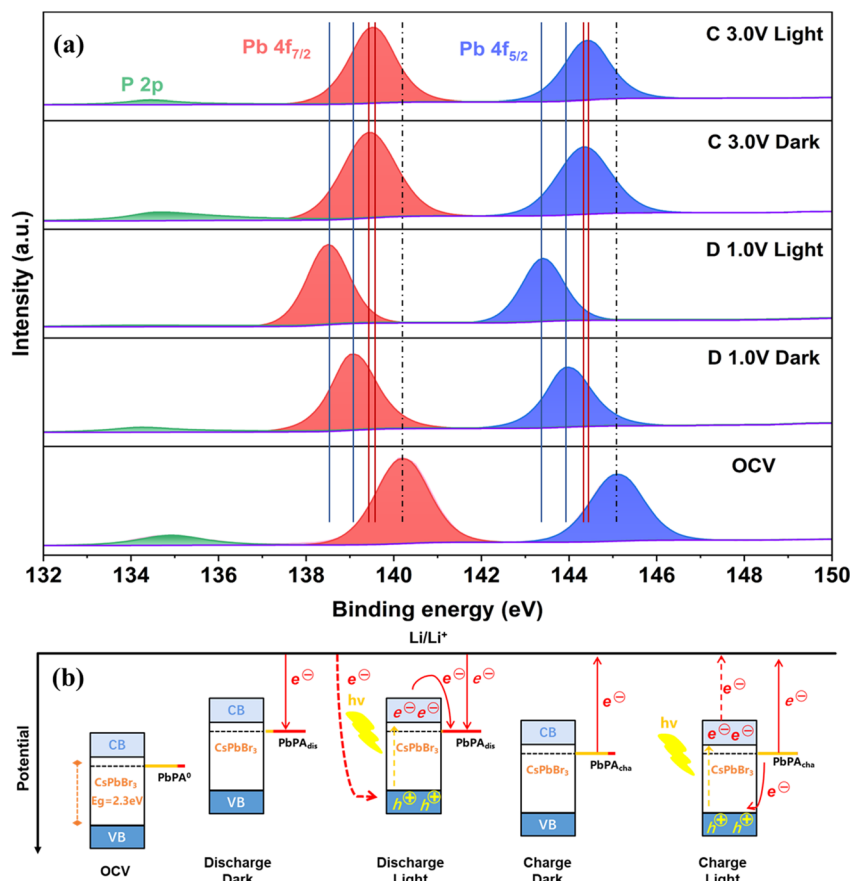 (a)
Pb 4f7/2
Pb 4f5/2
P 2p
C 3.0V Light
C 3.0V Dark
D 1.0V Light
D 1.0V Dark
OCV
Intensity (a.u.)
132 134 136 138 140 142 144 146 148 150
Binding energy (eV)
Li/Li+
(b)
Potential
CB
CsPbBr3
Eg=2.3eV
VB
PbPA0
OCV
e⊖
CB
CsPbBr3
VB
PbPAdis
Discharge
Dark
e⊖
hν
e⊖ e⊖
CB
e⊖ e⊖
CsPbBr3
PbPAdis
h⊕ h⊕
VB
Discharge
Light
e⊖
CB
CsPbBr3
VB
PbPAcha
Charge
Dark
hν
e⊖ e⊖
CB
e⊖ e⊖
CsPbBr3
PbPAcha
e⊖
h⊕ h⊕
VB
Charge
Light